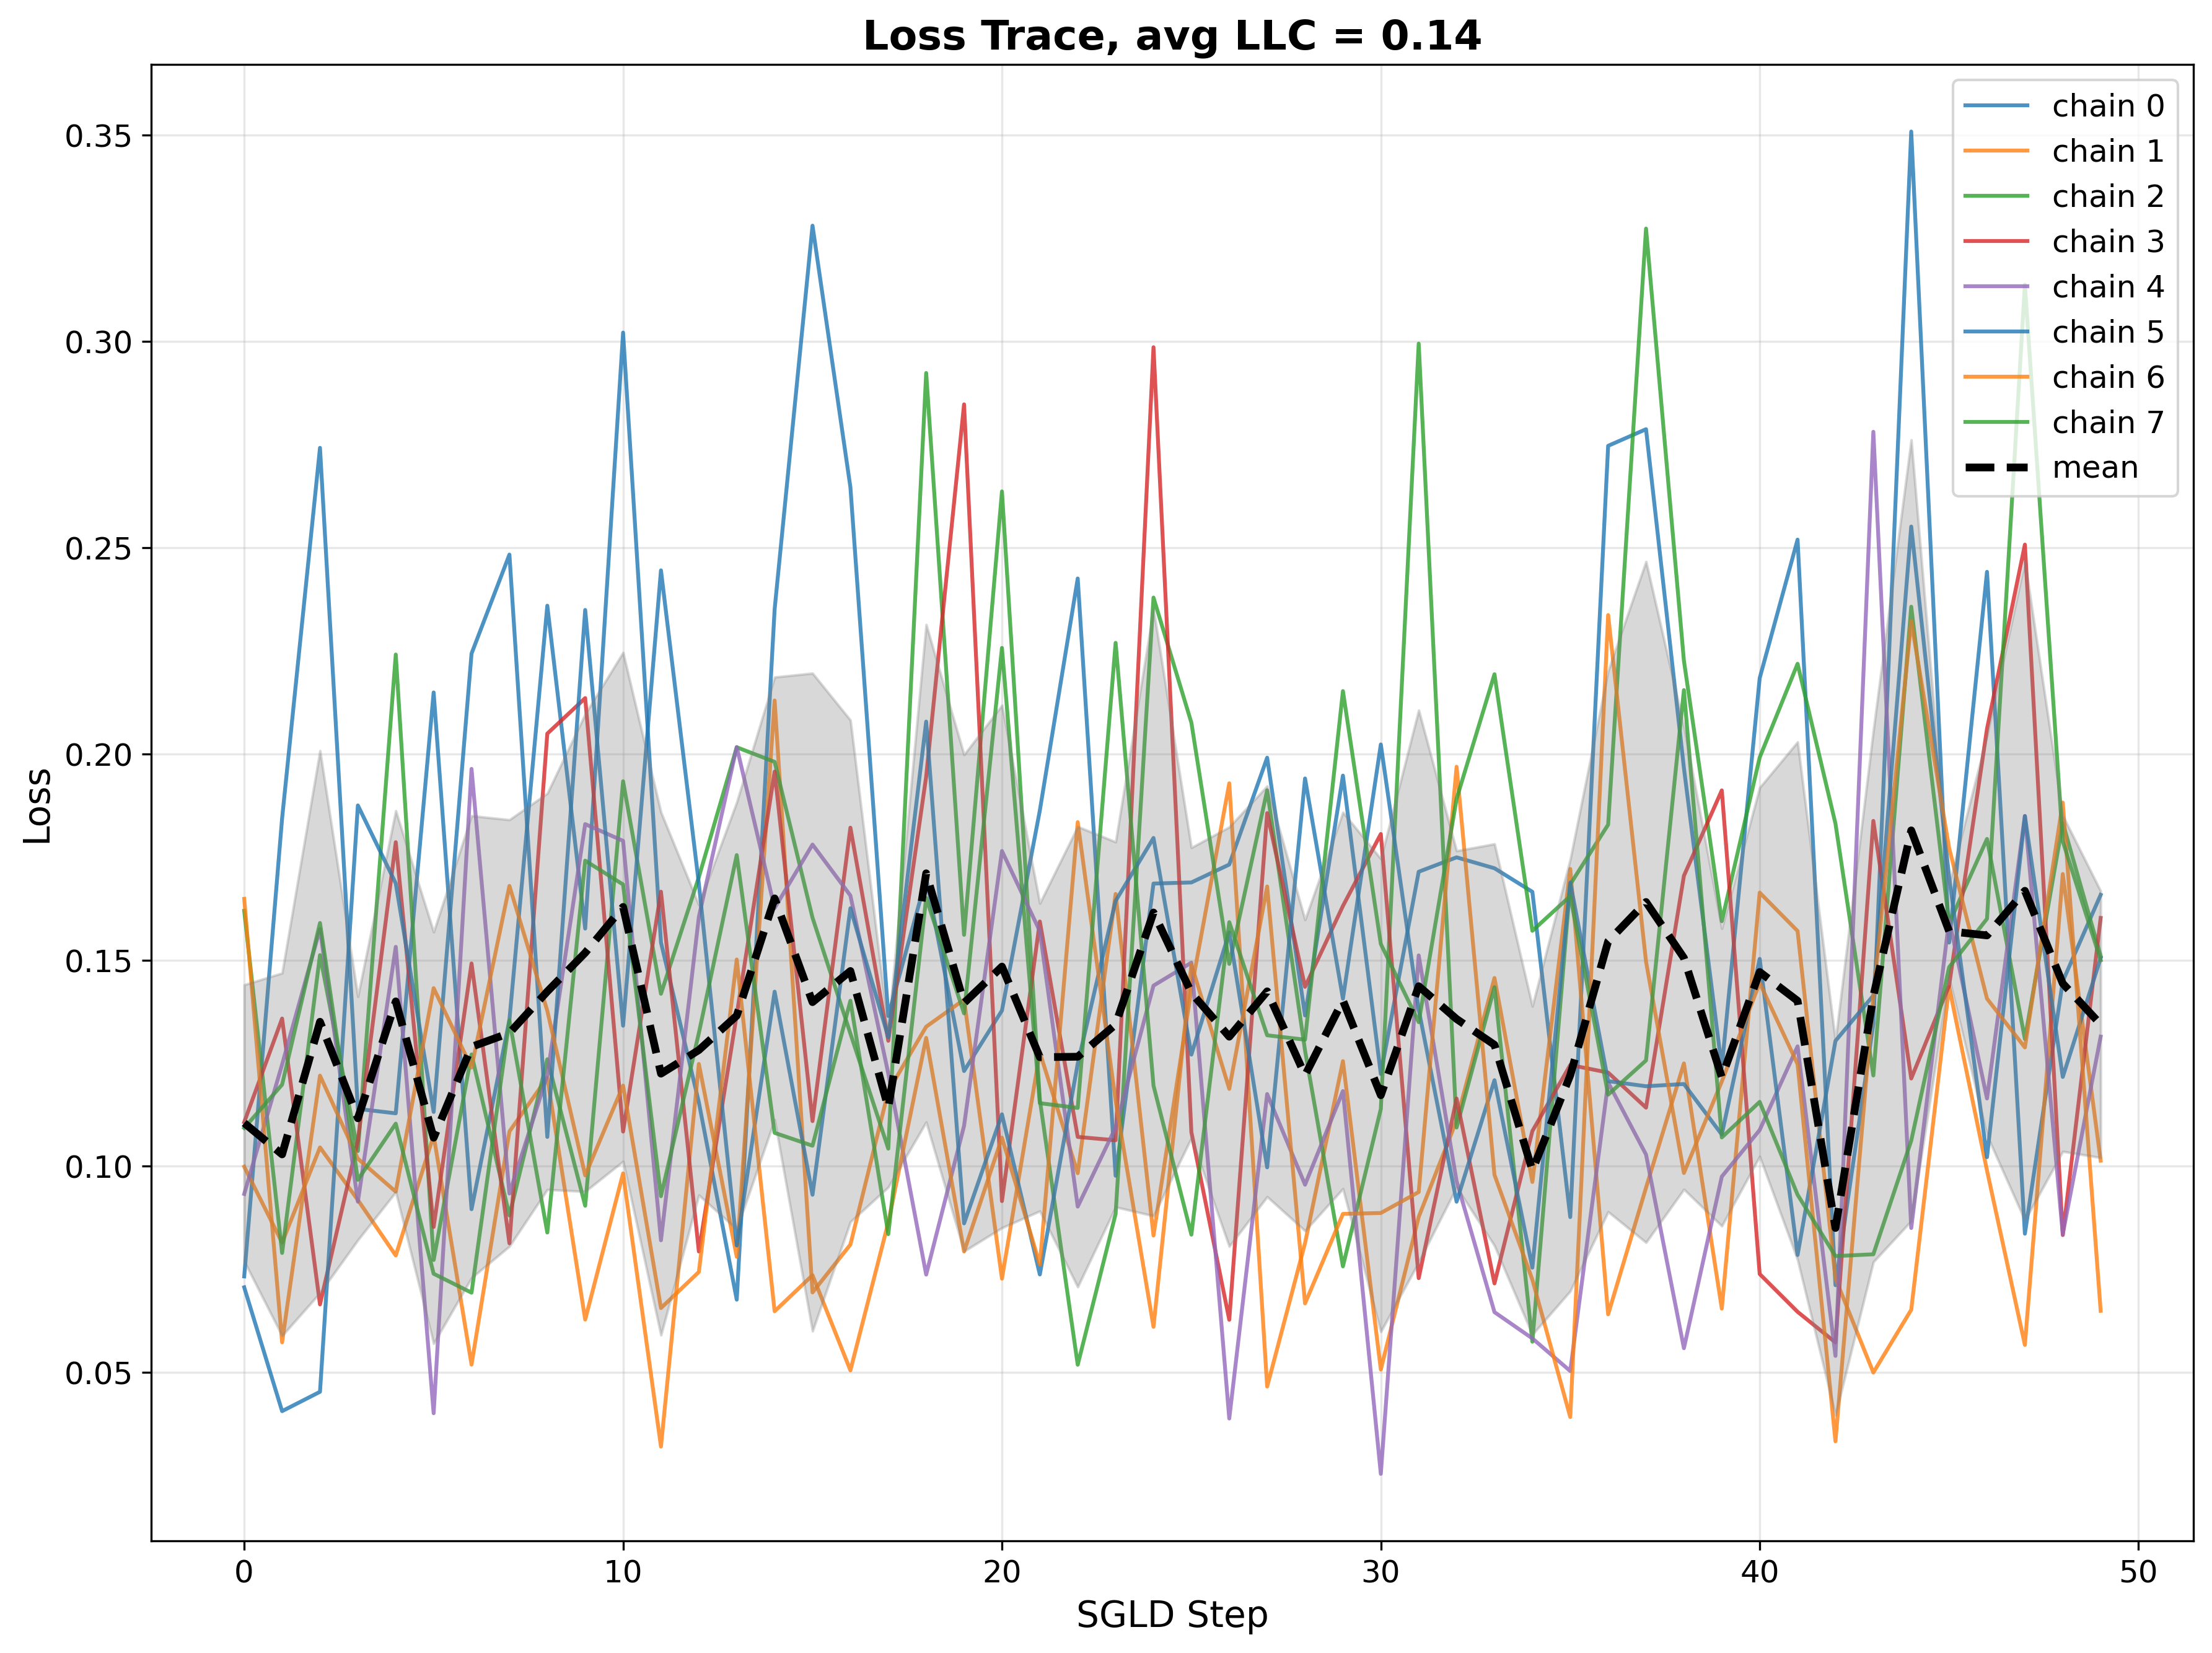 Loss Trace, avg LLC = 0.14
chain 0
chain 1
chain 2
chain 3
chain 4
chain 5
chain 6
chain 7
mean
Loss
0.35
0.30
0.25
0.20
0.15
0.10
0.05
0
10
20
30
40
50
SGLD Step